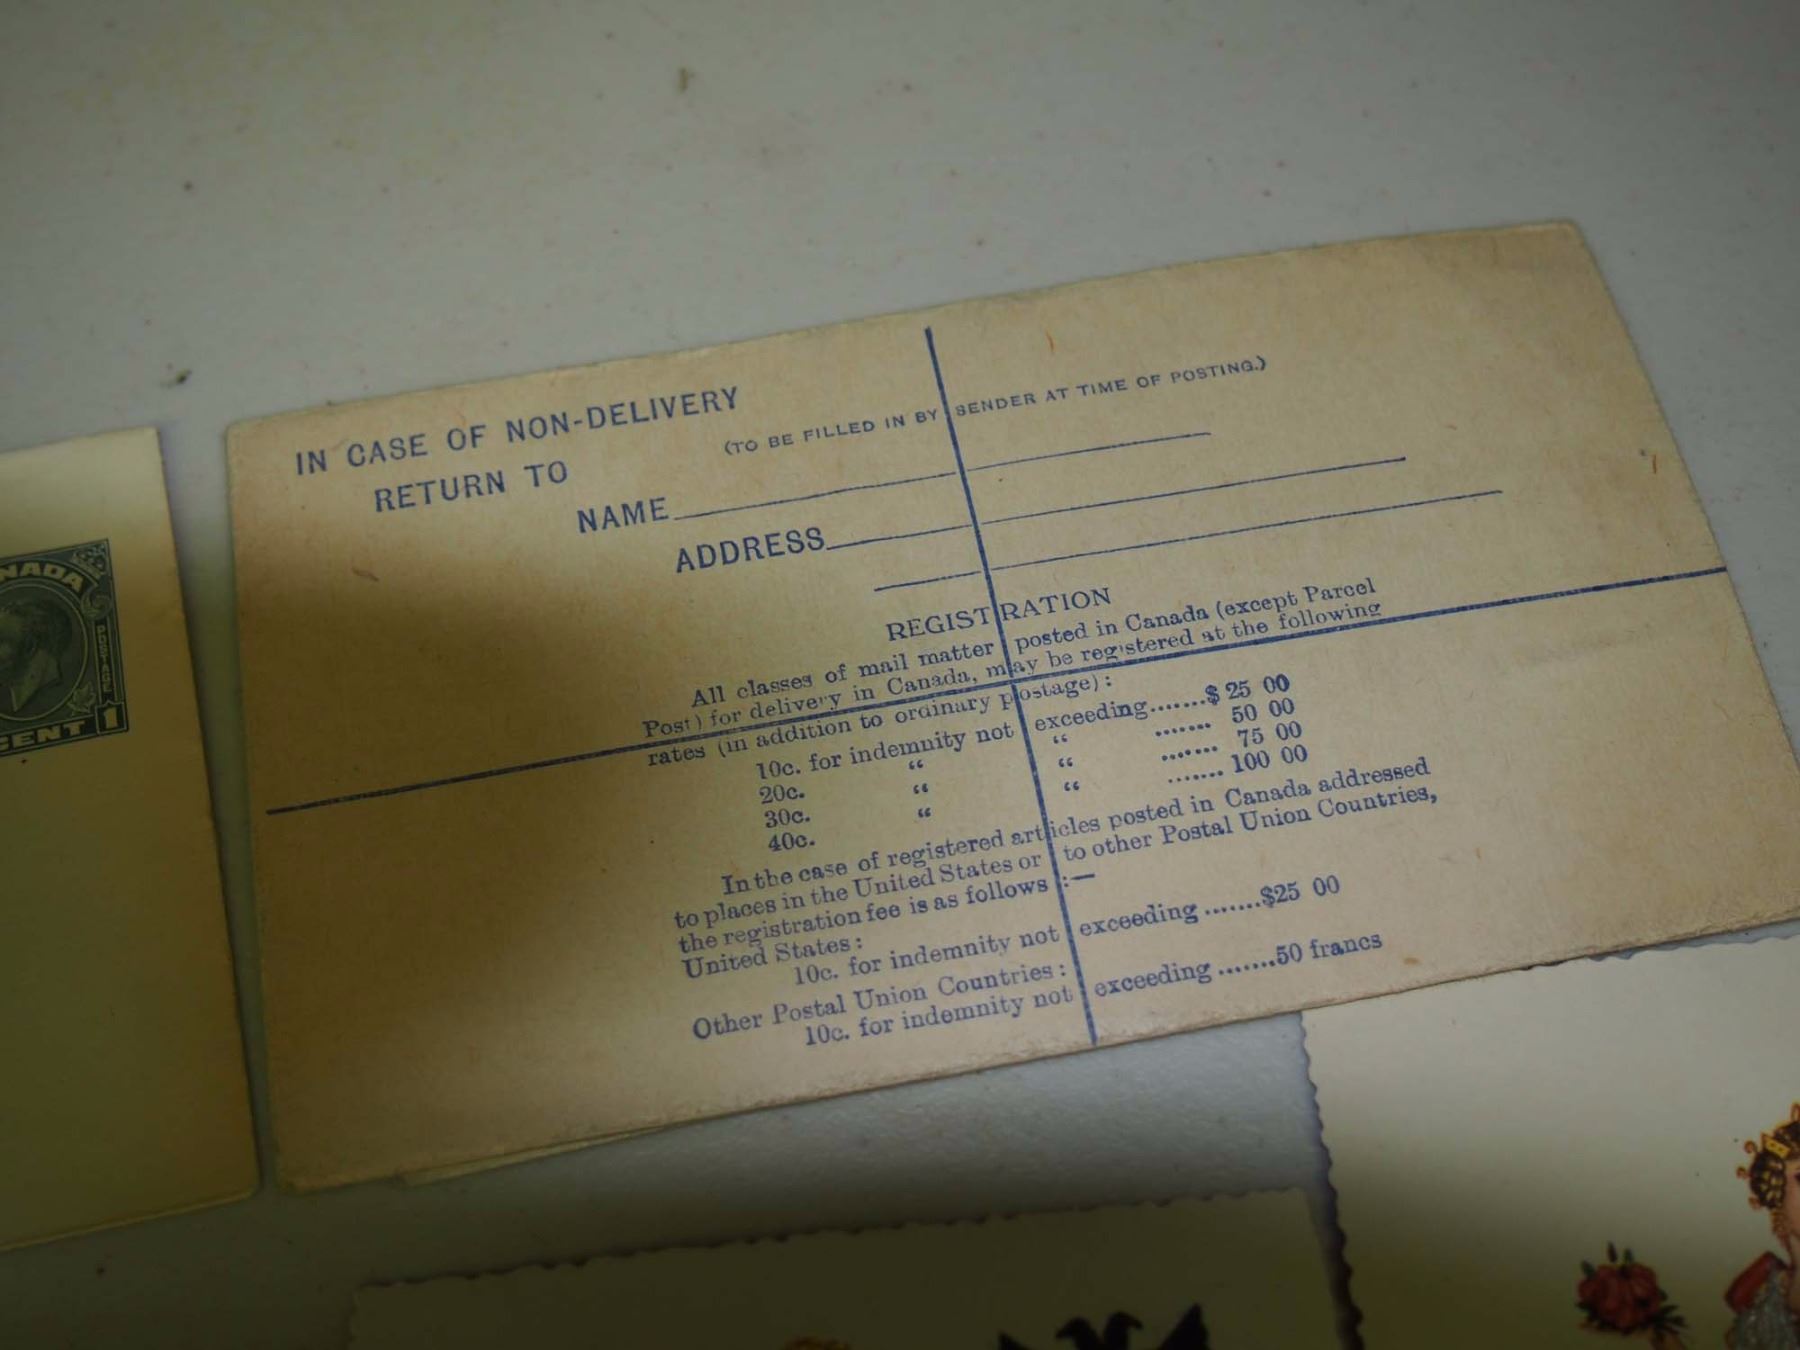 IN CASE OF NON-DELIVERY
RETURN TO
(TO BE FILLED IN BY SENDER AT TIME OF POSTING.)
NAME
ADDRESS
REGISTRATION
All classes of mail matter posted in Canada (except Parcel
Post) for delivery in Canada, may be registered at the following
rates (in addition to ordinary postage):
10c. for indemnity not exceeding.......$ 25 00
20c. “ “ ....... 50 00
30c. “ “ ....... 75 00
40c. “ “ ....... 100 00
In the case of registered articles posted in Canada addressed
to places in the United States or to other Postal Union Countries,
the registration fee is as follows :—
United States:
10c. for indemnity not exceeding.......$25 00
Other Postal Union Countries:
10c. for indemnity not exceeding.......50 francs
NADA
POSTAGE
CENT 1